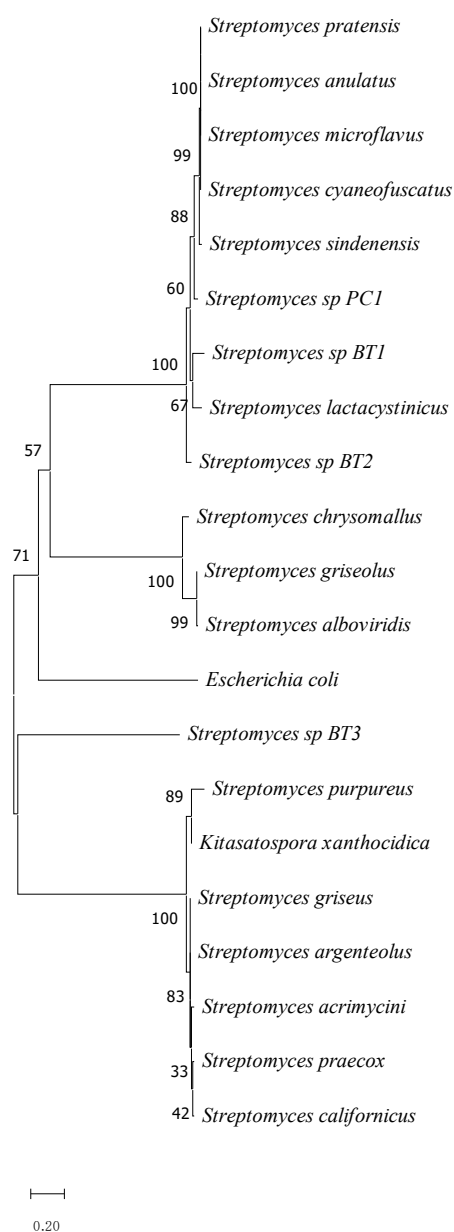 Streptomyces pratensis
100
Streptomyces anulatus
Streptomyces microflavus
99
Streptomyces cyaneofuscatus
88
Streptomyces sindenensis
60
Streptomyces sp PC1
Streptomyces sp BT1
100
67
Streptomyces lactacystinicus
57
Streptomyces sp BT2
Streptomyces chrysomallus
71
Streptomyces griseolus
100
99
Streptomyces alboviridis
Escherichia coli
Streptomyces sp BT3
Streptomyces purpureus
89
Kitasatospora xanthocidica
Streptomyces griseus
100
Streptomyces argenteolus
83
Streptomyces acrimycini
Streptomyces praecox
33
42
Streptomyces californicus
0.20